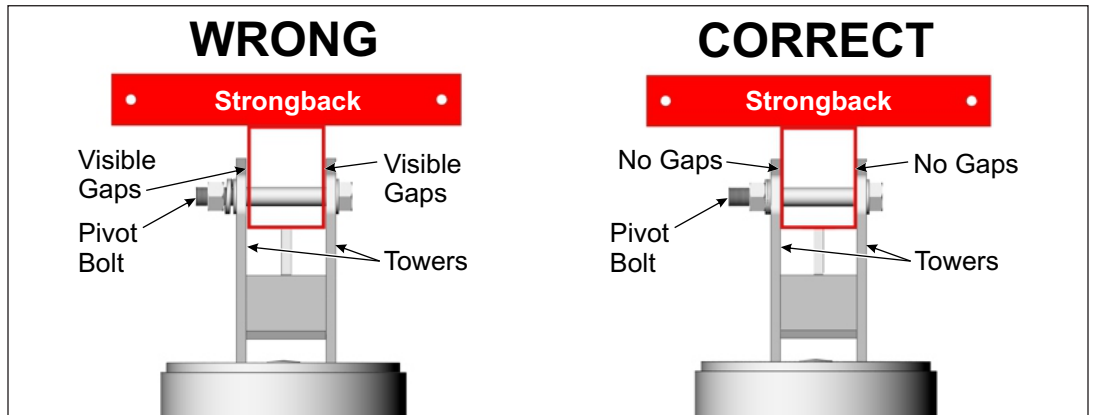 WRONG
Strongback
Visible
Gaps
Visible
Gaps
Pivot
Bolt
Towers
CORRECT
Strongback
No Gaps
No Gaps
Pivot
Bolt
Towers